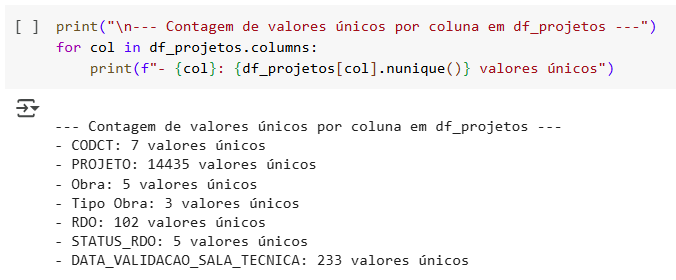 [ ] print("\n--- Contagem de valores únicos por coluna em df_projetos ---")
for col in df_projetos.columns:
    print(f"- {col}: {df_projetos[col].nunique()} valores únicos")
--- Contagem de valores únicos por coluna em df_projetos ---
- CODCT: 7 valores únicos
- PROJETO: 14435 valores únicos
- Obra: 5 valores únicos
- Tipo Obra: 3 valores únicos
- RDO: 102 valores únicos
- STATUS_RDO: 5 valores únicos
- DATA_VALIDACAO_SALA_TECNICA: 233 valores únicos